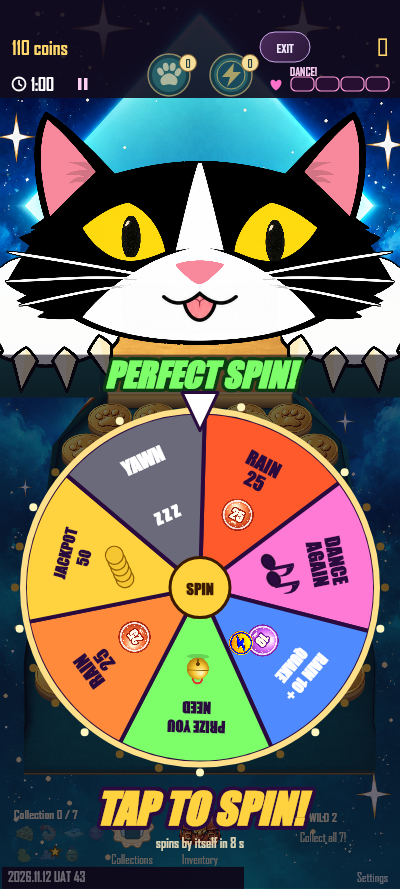 110 coins
EXIT
1:00
0
0
DANCE!
PERFECT SPIN!
YAWN
ZZZ
RAIN
25
25
DANCE
AGAIN
RAIN 10 +
QUAKE
10
PRIZE YOU
NEED
RAIN
25
25
JACKPOT
50
SPIN
TAP TO SPIN!
spins by itself in 8 s
Collection 0 / 7
WILD 2
Collect all 7!
Collections
Inventory
2026.11.12 UAT 43
Settings